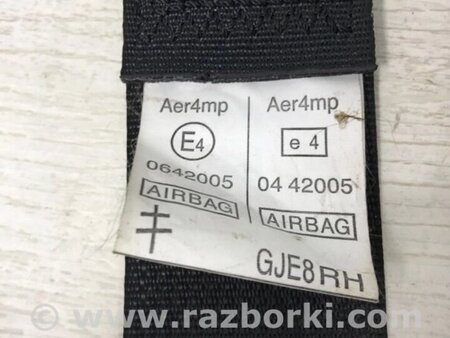 Aer4mp Aer4mp
E4 e 4
0642005 04 42005
AIRBAG AIRBAG
GJE8RH
© www.razborki.com